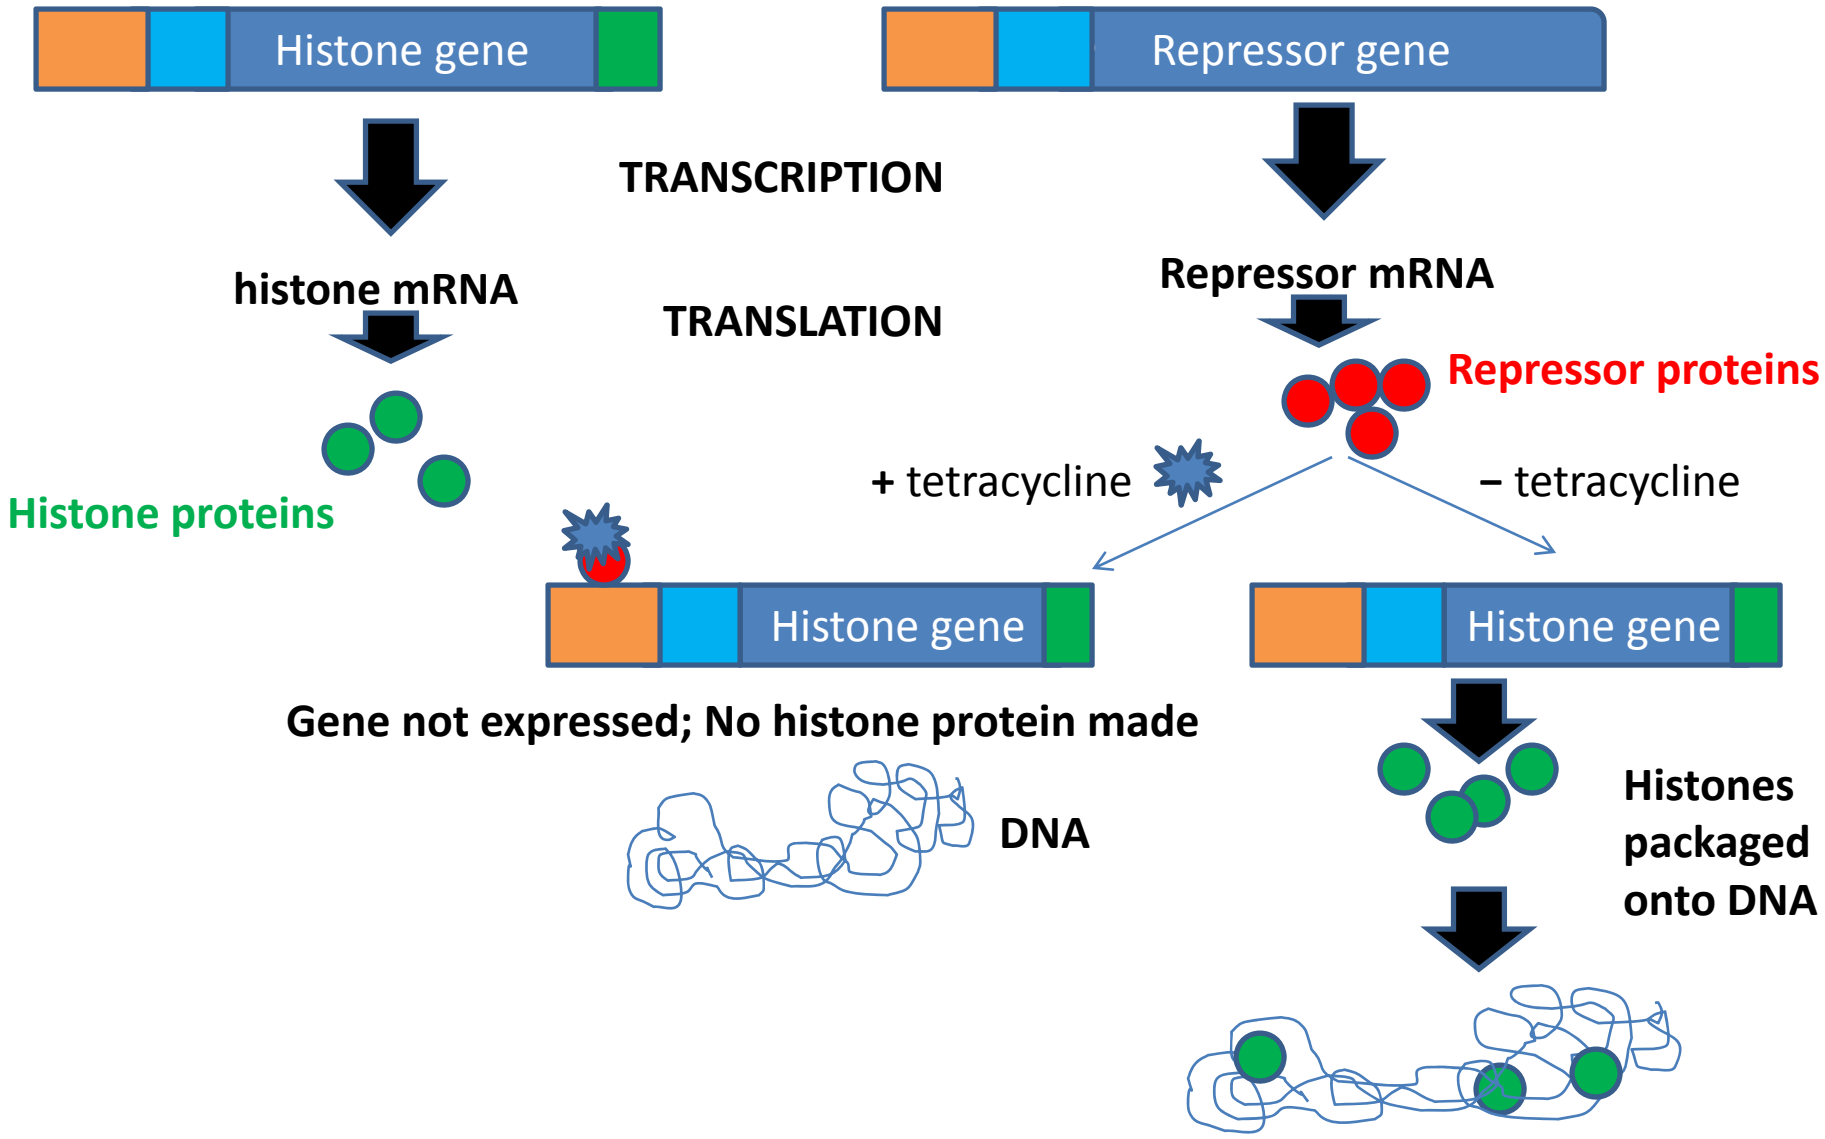 Histone gene
Repressor gene
TRANSCRIPTION
histone mRNA
Repressor mRNA
TRANSLATION
Repressor proteins
+ tetracycline
– tetracycline
Histone proteins
Histone gene
Histone gene
Gene not expressed; No histone protein made
DNA
Histones
packaged
onto DNA